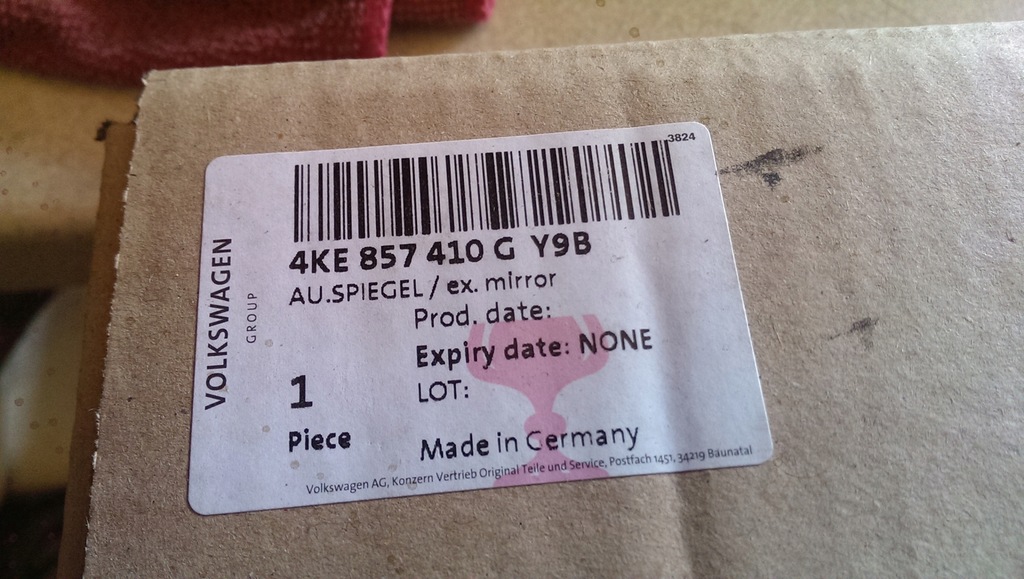 3824
4KE 857 410 G Y9B
AU.SPIEGEL / ex. mirror
Prod. date:
Expiry date: NONE
LOT:
1
Piece
Made in Cermany
Volkswagen AG, Konzern Vertrieb Original Teile und Service, Postfach 1451, 34219 Baunatal
VOLKSWAGEN
GROUP